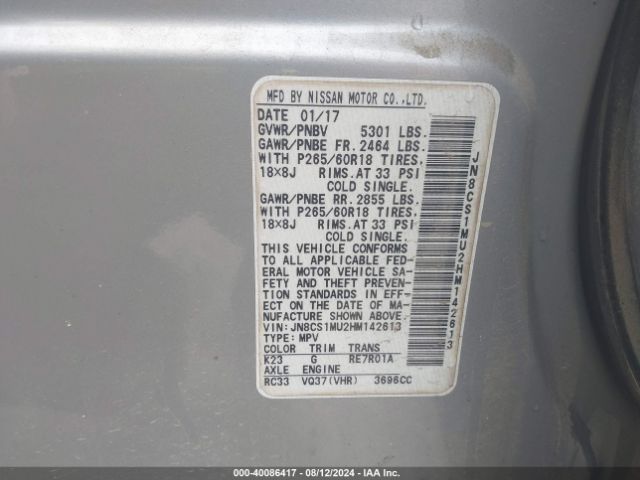 MFD BY NISSAN MOTOR CO.,LTD.
DATE 01/17
GVWR/PNBV 5301 LBS.
GAWR/PNBE FR. 2464 LBS.
WITH P265/60R18 TIRES,
18X8J RIMS.AT 33 PSI
COLD SINGLE.
GAWR/PNBE RR. 2855 LBS.
WITH P265/60R18 TIRES,
18X8J RIMS.AT 33 PSI
COLD SINGLE.
THIS VEHICLE CONFORMS
TO ALL APPLICABLE FED-
ERAL MOTOR VEHICLE SA-
FETY AND THEFT PREVEN-
TION STANDARDS IN EFF-
ECT ON THE DATE OF MA-
NUFACTURE SHOWN ABOVE.
VIN: JN8CS1MU2HM142613
TYPE: MPV
COLOR TRIM TRANS
K23 G RE7R01A
AXLE ENGINE
RC33 VQ37(VHR) 3696CC
JN8CS1MU2HM142613
000-40086417 - 08/12/2024 - IAA Inc.